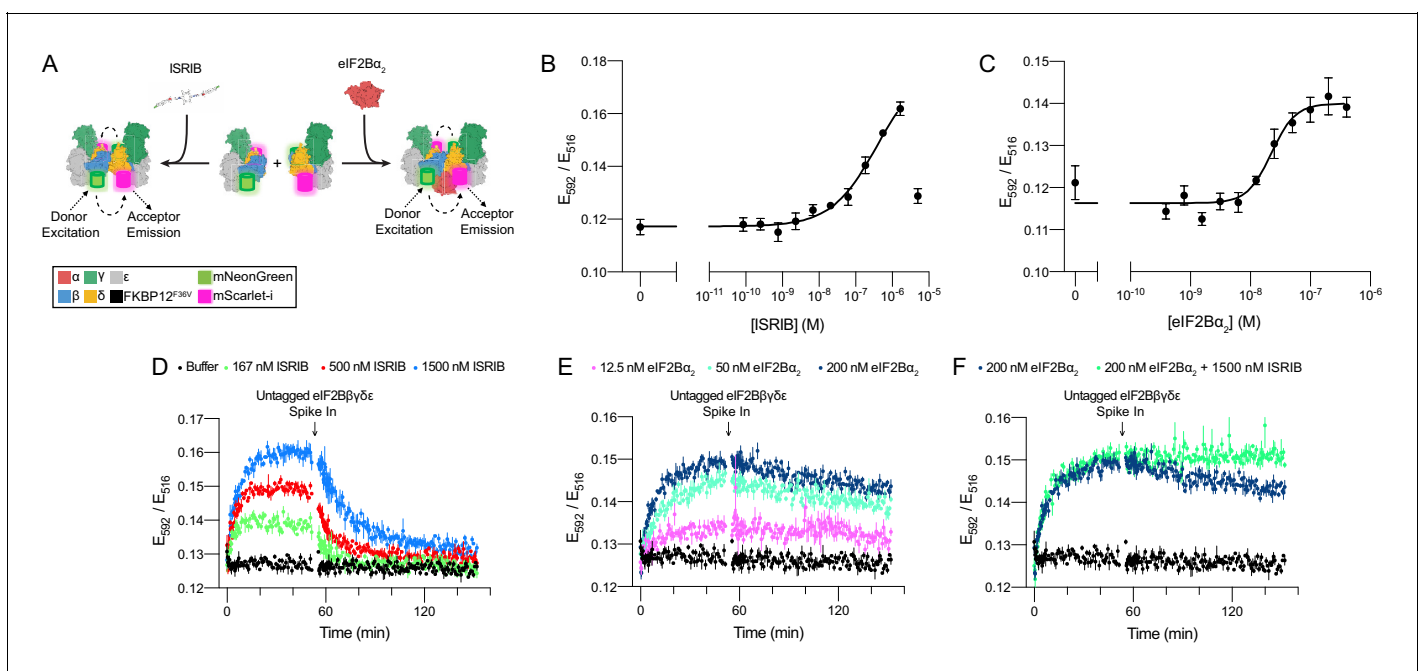 A
ISRIB
eIF2Bα2
+
Donor Excitation
Acceptor Emission
Donor Excitation
Acceptor Emission
α γ ε mNeonGreen
β δ FKBP12F36V mScarlet-i
B
E592 / E516
0.18
0.16
0.14
0.12
0.10
0 10-11 10-10 10-9 10-8 10-7 10-6 10-5
[ISRIB] (M)
C
E592 / E516
0.15
0.14
0.13
0.12
0.11
0.10
0 10-10 10-9 10-8 10-7 10-6
[eIF2Bα2] (M)
D
Buffer 167 nM ISRIB 500 nM ISRIB 1500 nM ISRIB
Untagged eIF2Bβγδε
Spike In
E592 / E516
0.17
0.16
0.15
0.14
0.13
0.12
0 60 120
Time (min)
E
12.5 nM eIF2Bα2 50 nM eIF2Bα2 200 nM eIF2Bα2
Untagged eIF2Bβγδε
Spike In
E592 / E516
0.16
0.15
0.14
0.13
0.12
0 60 120
Time (min)
F
200 nM eIF2Bα2 200 nM eIF2Bα2 + 1500 nM ISRIB
Untagged eIF2Bβγδε
Spike In
E592 / E516
0.16
0.15
0.14
0.13
0.12
0 60 120
Time (min)